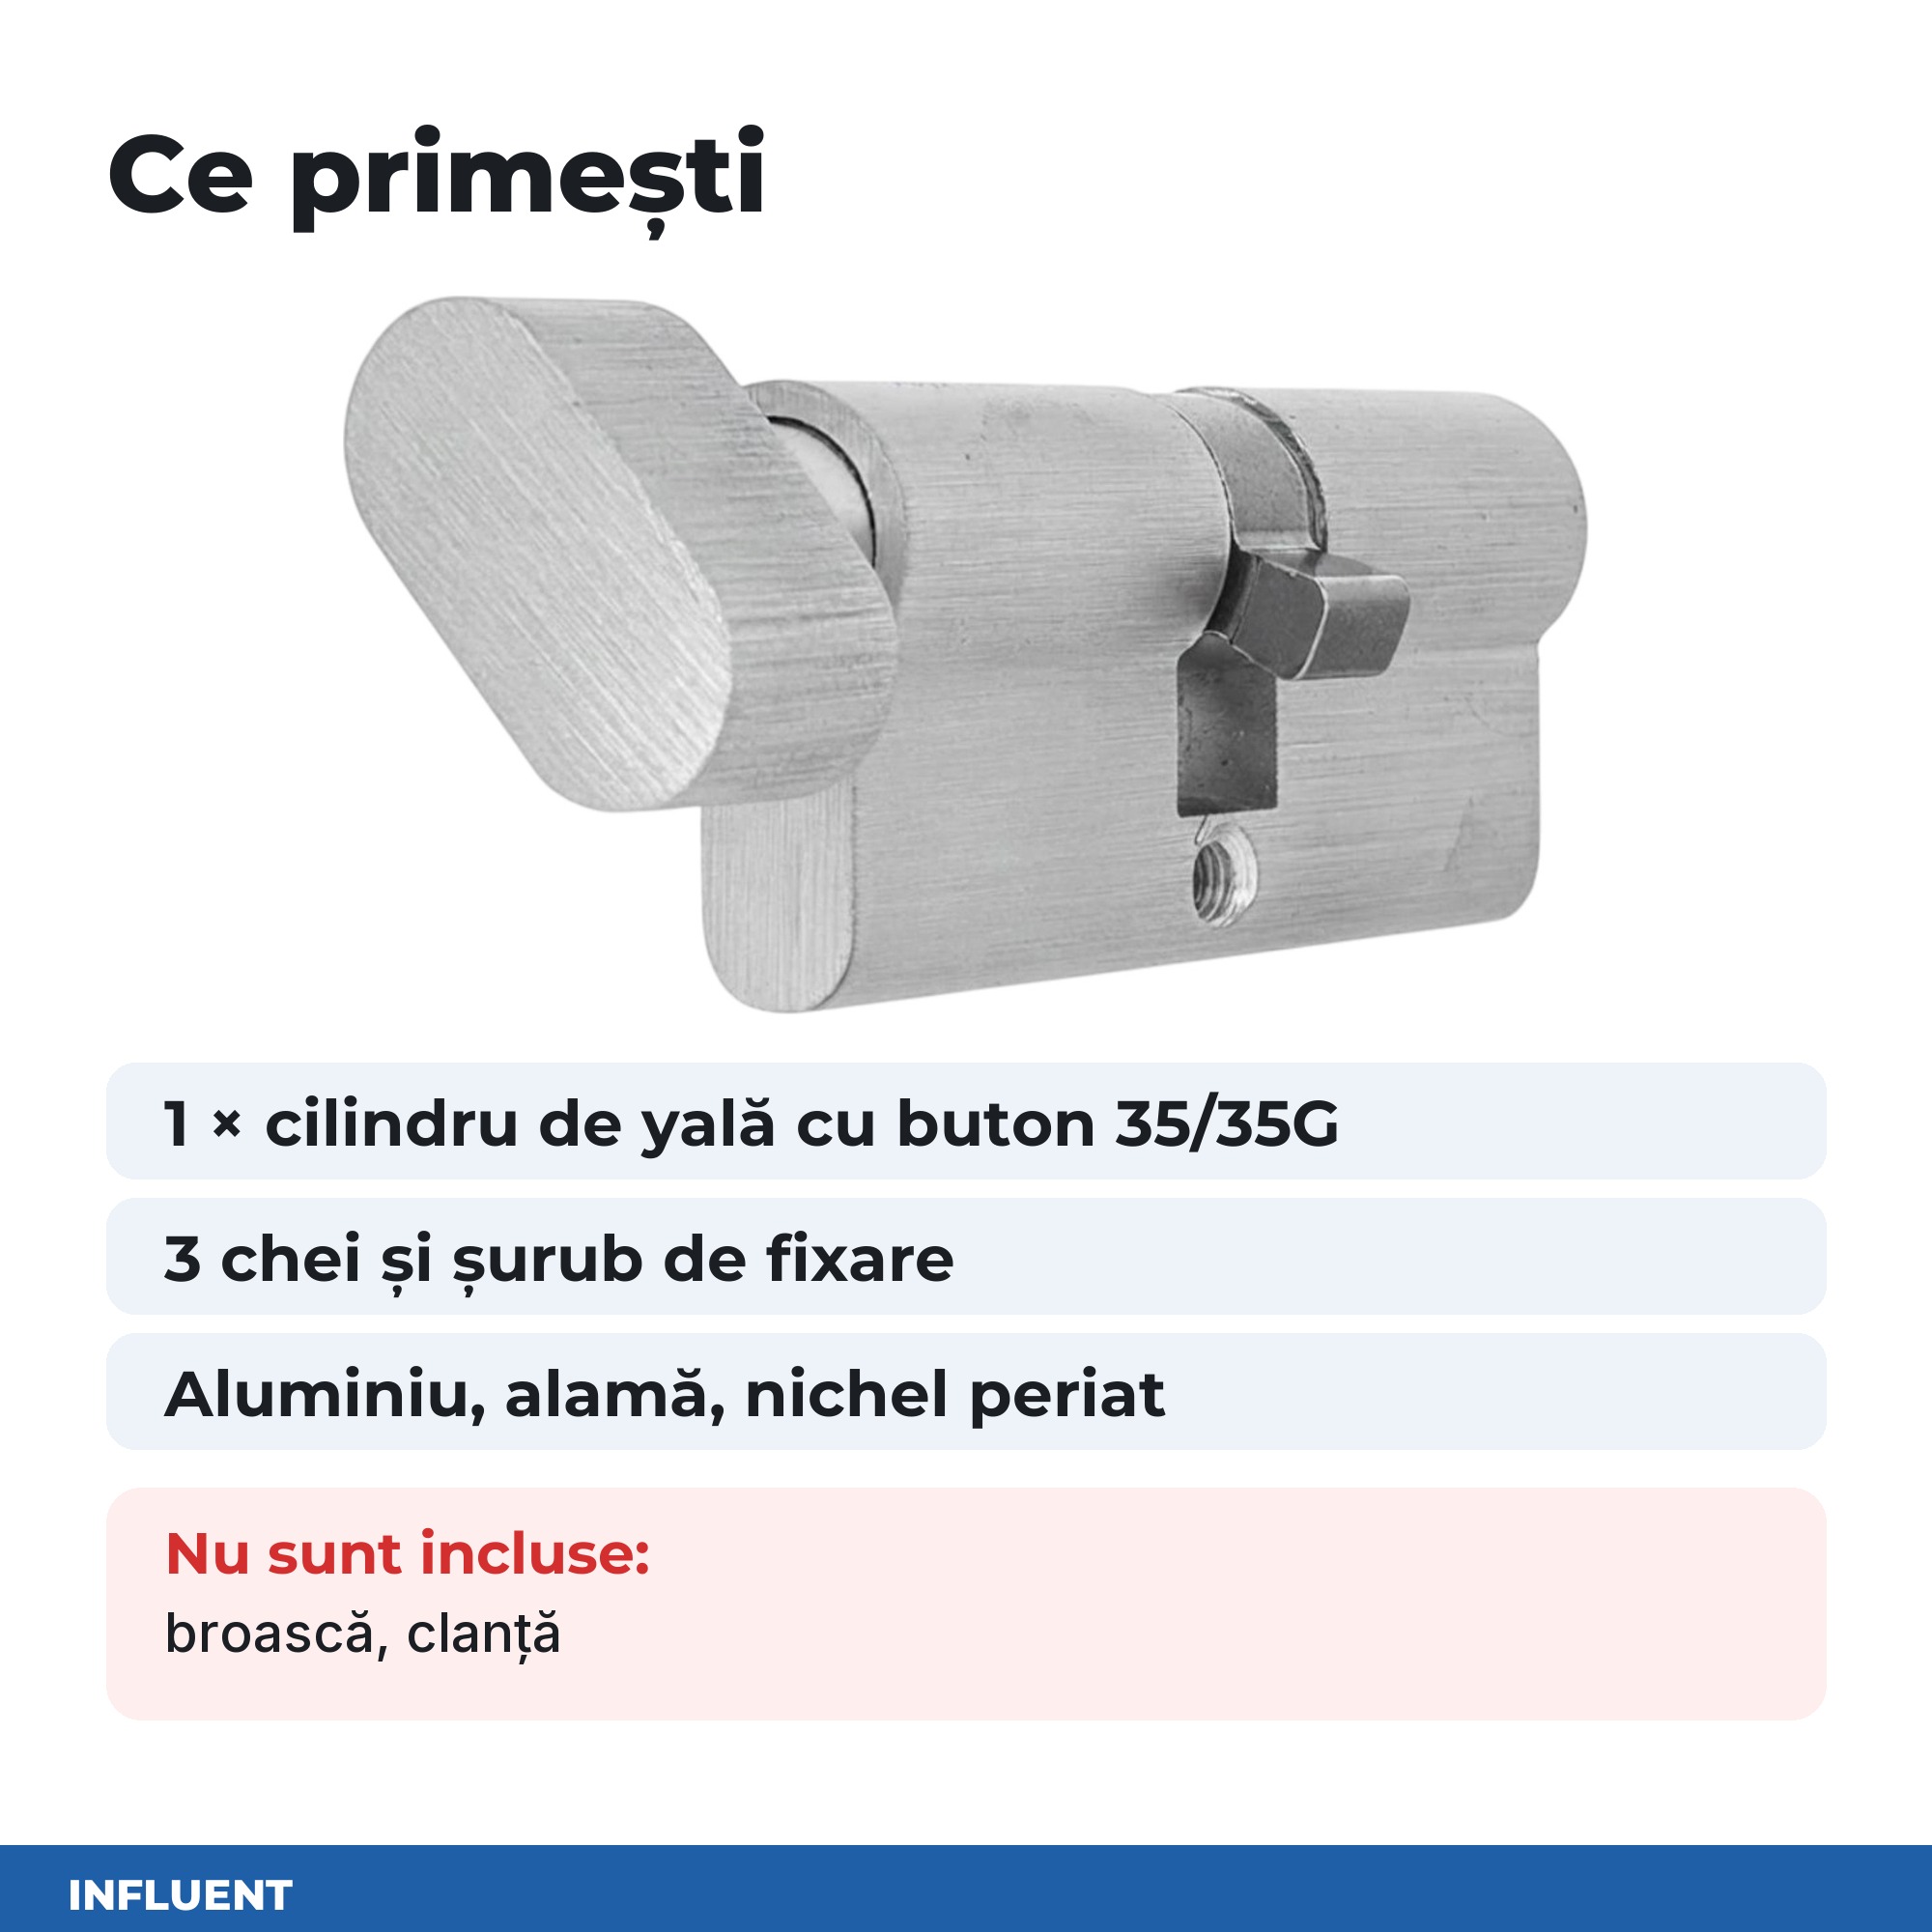 Ce primești
1 × cilindru de yală cu buton 35/35G
3 chei și șurub de fixare
Aluminiu, alamă, nichel periat
Nu sunt incluse:
broască, clanță
INFLUENT